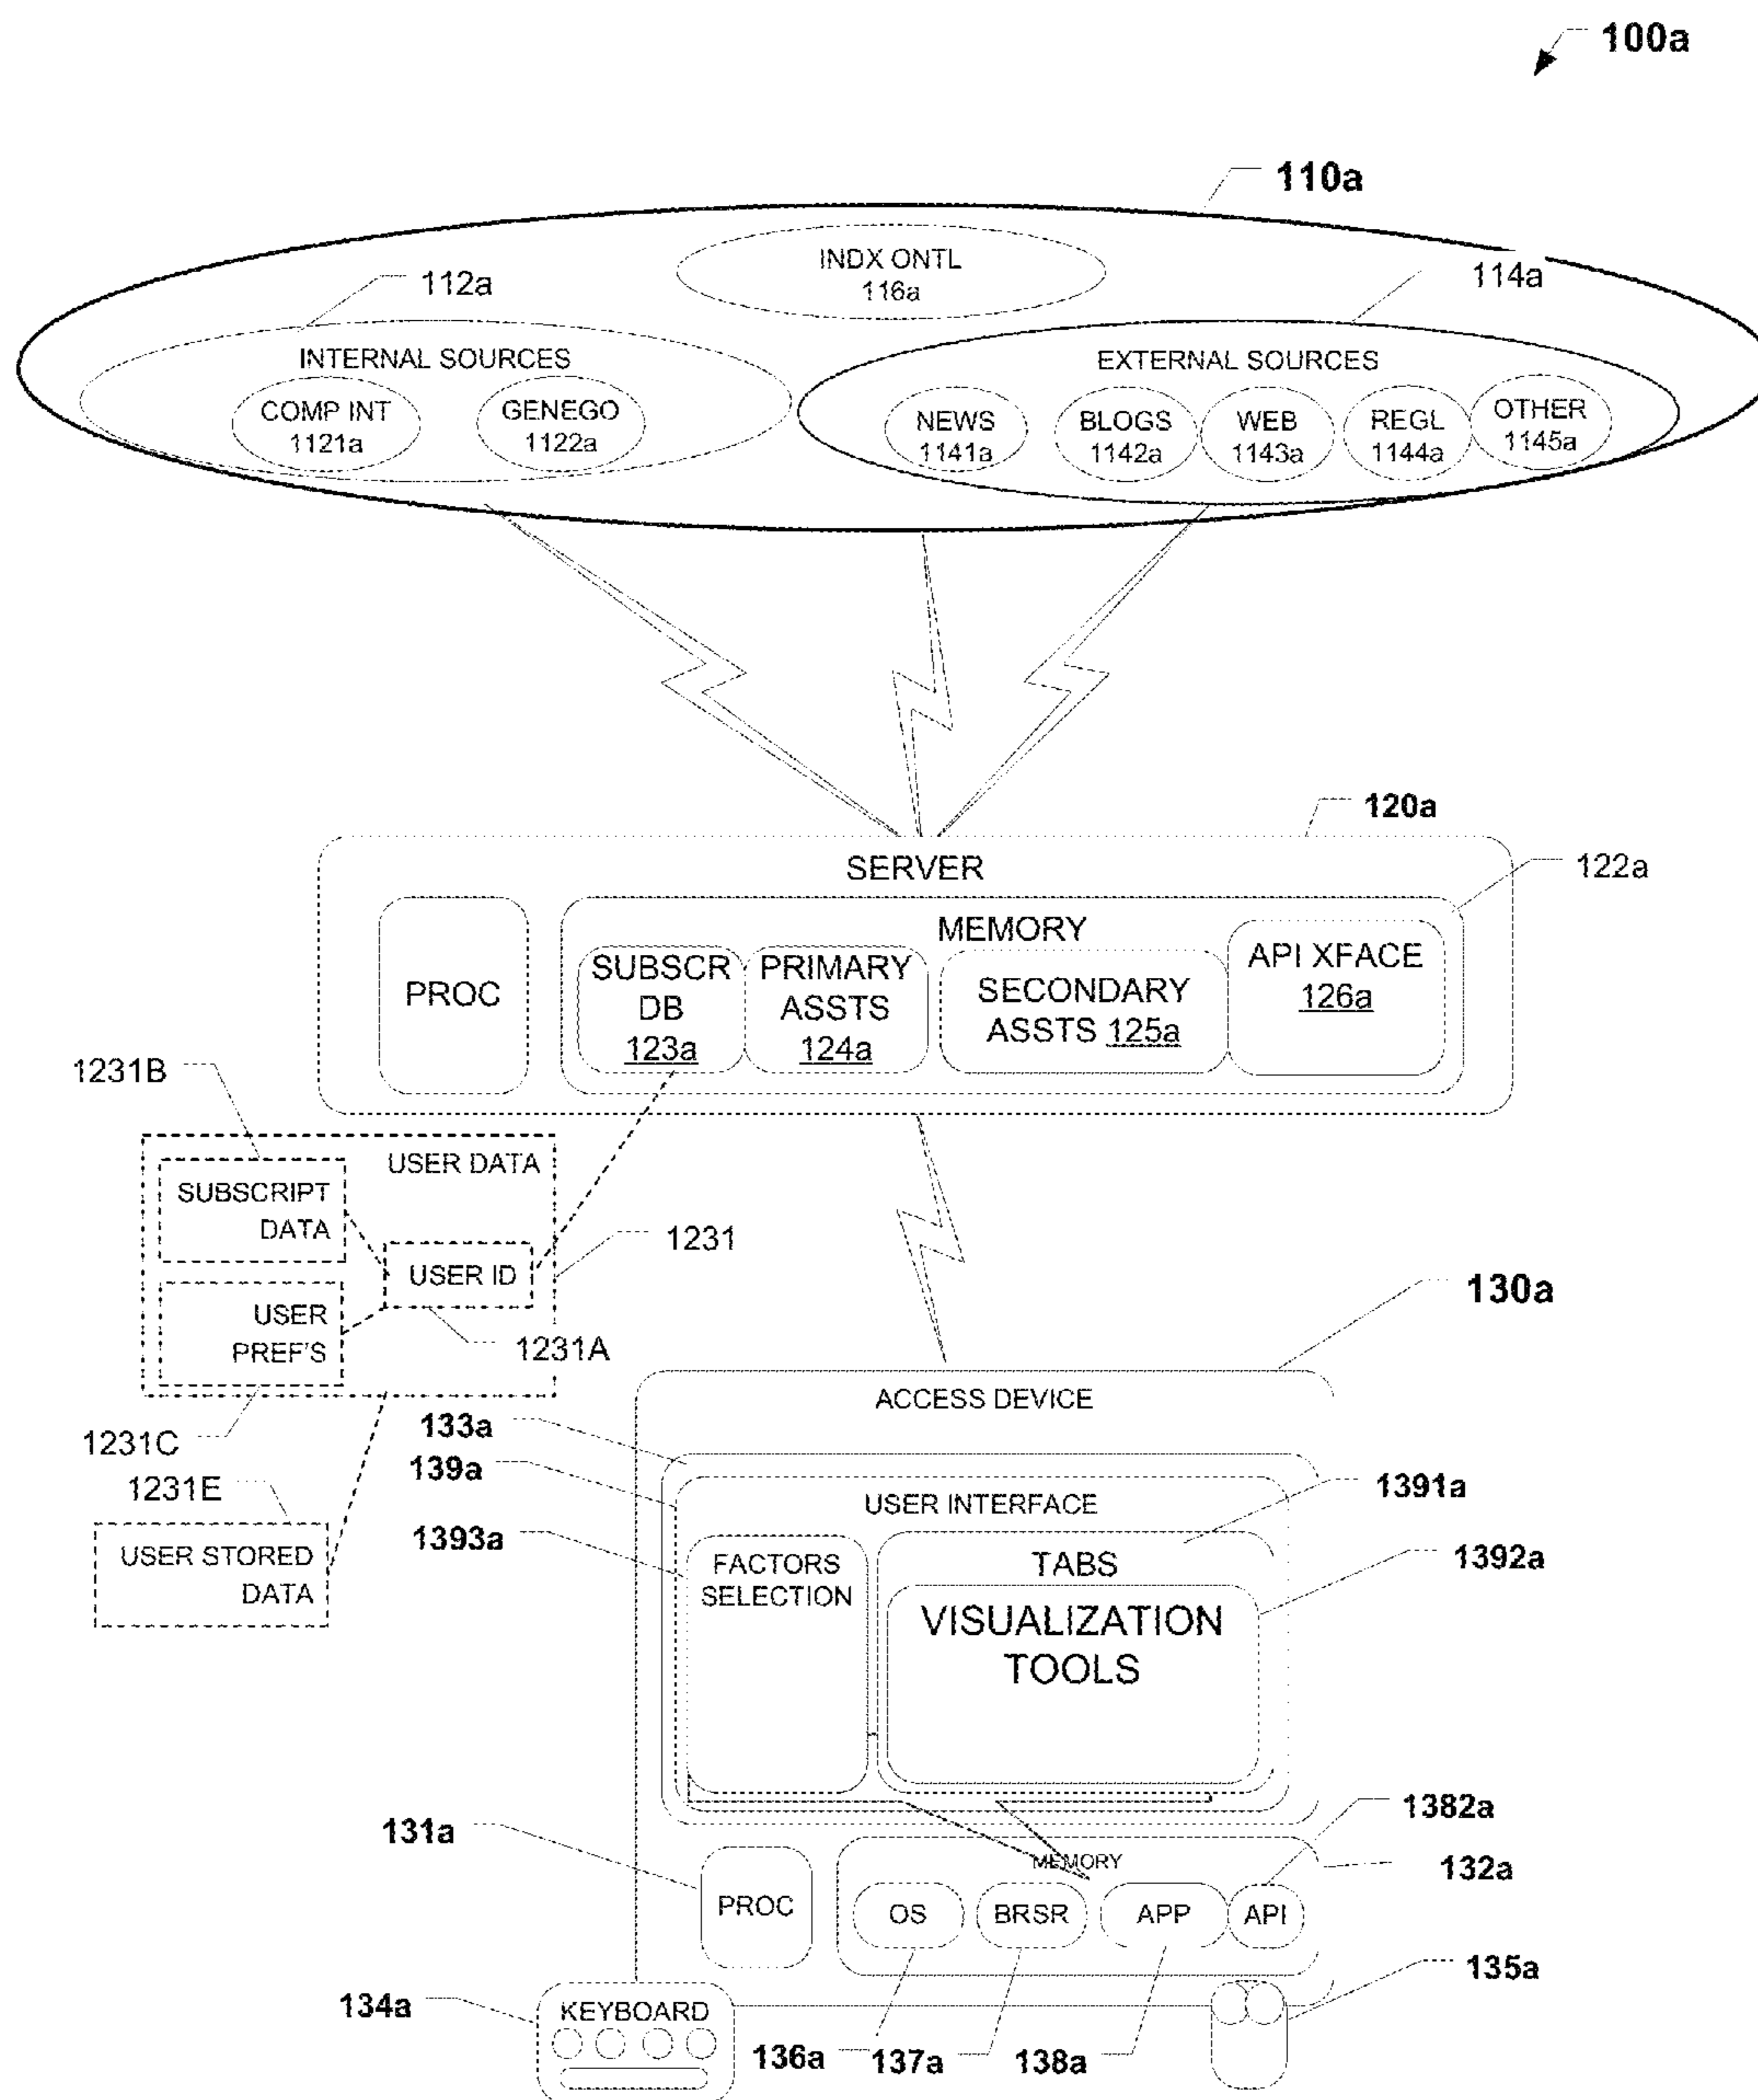 100a
110a
INDX ONTL
116a
112a
114a
INTERNAL SOURCES
EXTERNAL SOURCES
COMP INT
1121a
GENEGO
1122a
NEWS
1141a
BLOGS
1142a
WEB
1143a
REGL
1144a
OTHER
1145a
120a
SERVER
122a
MEMORY
PROC
SUBSCR
DB
123a
PRIMARY
ASSTS
124a
SECONDARY
ASSTS 125a
API XFACE
126a
1231B
USER DATA
SUBSCRIPT
DATA
USER ID
1231
USER
PREF'S
1231A
130a
ACCESS DEVICE
1231C
133a
139a
1231E
USER INTERFACE
1391a
1393a
USER STORED
DATA
FACTORS
SELECTION
TABS
1392a
VISUALIZATION
TOOLS
1382a
131a
MEMORY
132a
PROC
OS
BRSR
APP
API
135a
134a
KEYBOARD
136a
137a
138a